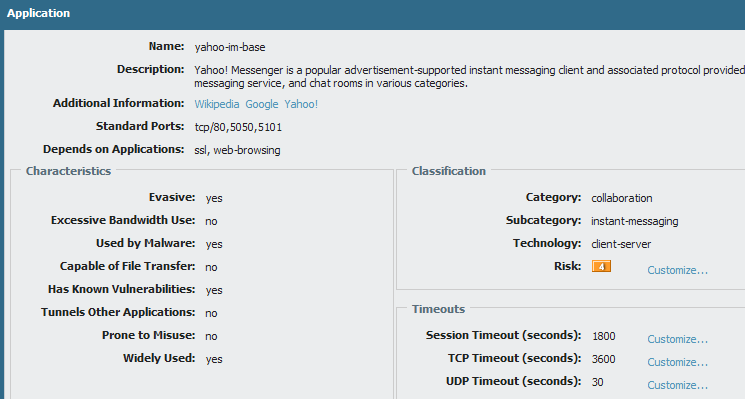 Application
Name: yahoo-im-base
Description: Yahoo! Messenger is a popular advertisement-supported instant messaging client and associated protocol provided
messaging service, and chat rooms in various categories.
Additional Information: Wikipedia Google Yahoo!
Standard Ports: tcp/80,5050,5101
Depends on Applications: ssl, web-browsing
Characteristics
Evasive: yes
Excessive Bandwidth Use: no
Used by Malware: yes
Capable of File Transfer: no
Has Known Vulnerabilities: yes
Tunnels Other Applications: no
Prone to Misuse: no
Widely Used: yes
Classification
Category: collaboration
Subcategory: instant-messaging
Technology: client-server
Risk: 4 Customize...
Timeouts
Session Timeout (seconds): 1800 Customize...
TCP Timeout (seconds): 3600 Customize...
UDP Timeout (seconds): 30 Customize...